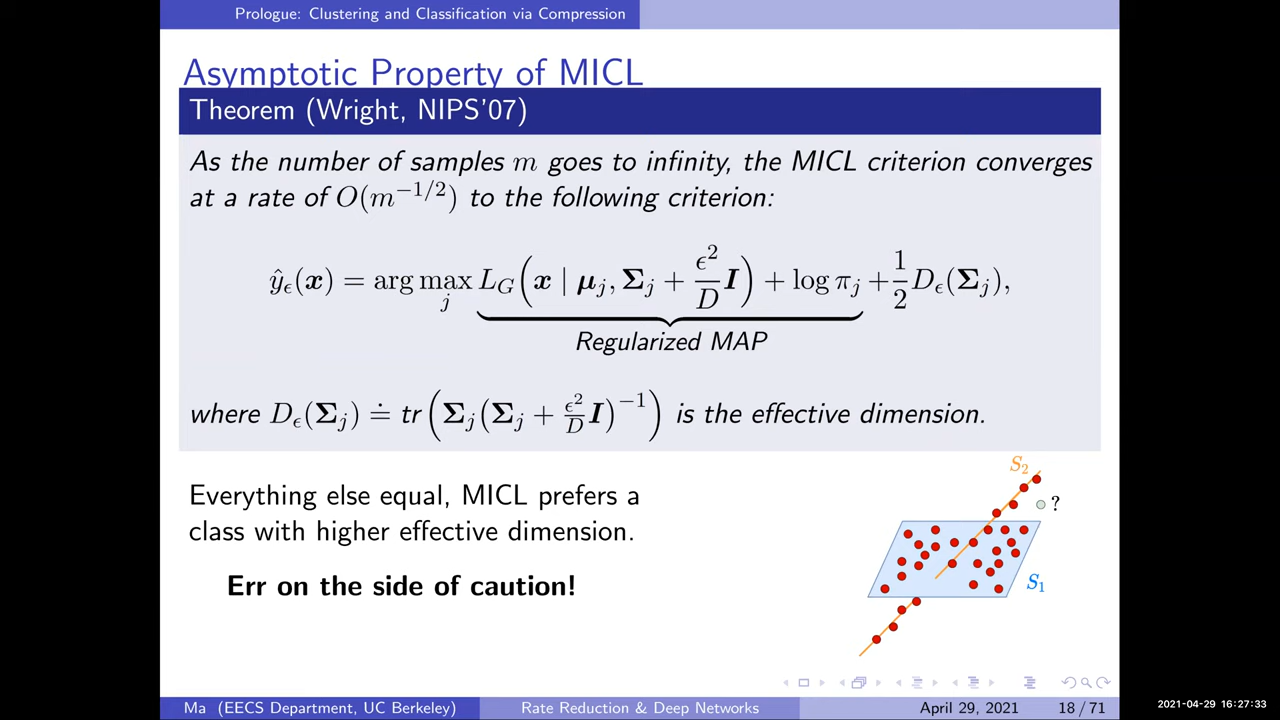 Prologue: Clustering and Classification via Compression
Asymptotic Property of MICL
Theorem (Wright, NIPS'07)
As the number of samples m goes to infinity, the MICL criterion converges
at a rate of O(m^{-1/2}) to the following criterion:
ŷ_ϵ(x) = arg max_j L_G(x | μ_j, Σ_j + ϵ²/D I) + log π_j + 1/2 D_ϵ(Σ_j),
Regularized MAP
where D_ϵ(Σ_j) ≐ tr(Σ_j(Σ_j + ϵ²/D I)^{-1}) is the effective dimension.
Everything else equal, MICL prefers a
class with higher effective dimension.
Err on the side of caution!
S_2
?
S_1
Ma (EECS Department, UC Berkeley) Rate Reduction & Deep Networks April 29, 2021 18 / 71
2021-04-29 16:27:33